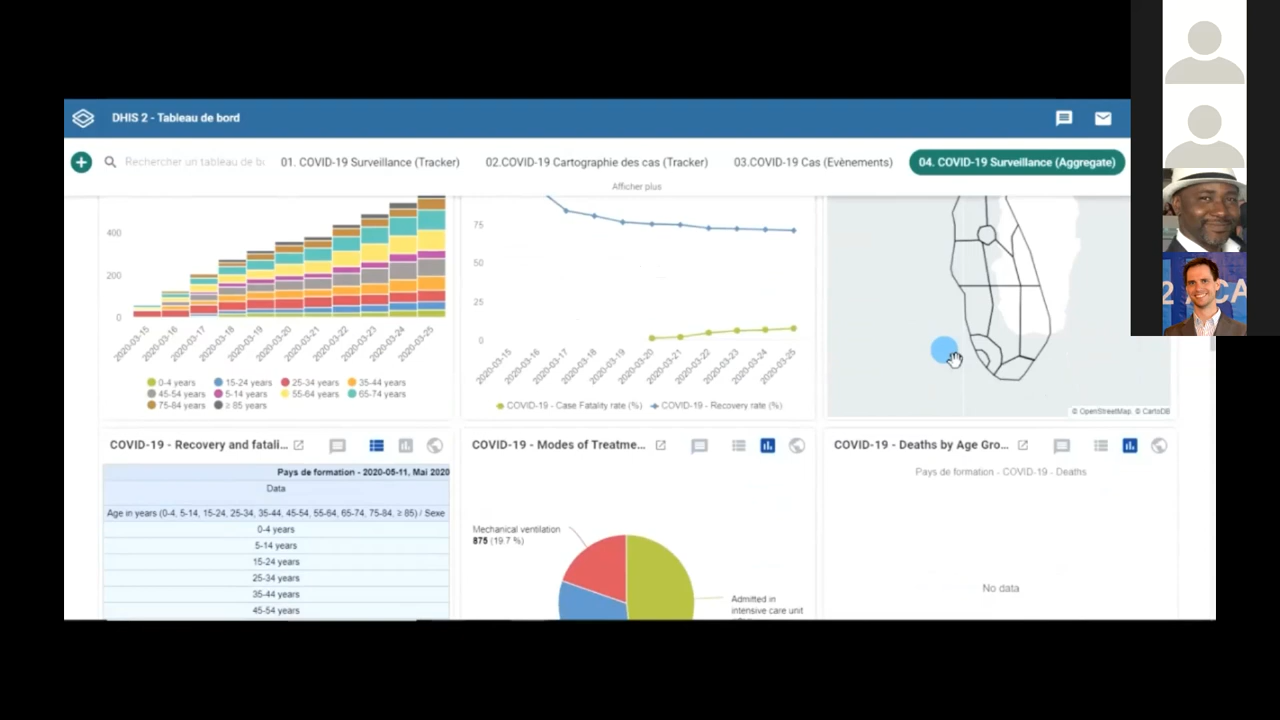 DHIS 2 - Tableau de bord
Rechercher un tableau de bo
01. COVID-19 Surveillance (Tracker)
02.COVID-19 Cartographie des cas (Tracker)
03.COVID-19 Cas (Evènements)
04. COVID-19 Surveillance (Aggregate)
Afficher plus
400
200
0
2020-03-15
2020-03-16
2020-03-17
2020-03-18
2020-03-19
2020-03-20
2020-03-21
2020-03-22
2020-03-23
2020-03-24
2020-03-25
0-4 years
15-24 years
25-34 years
35-44 years
45-54 years
5-14 years
55-64 years
65-74 years
75-84 years
≥ 85 years
75
50
25
0
2020-03-15
2020-03-16
2020-03-17
2020-03-18
2020-03-19
2020-03-20
2020-03-21
2020-03-22
2020-03-23
2020-03-24
2020-03-25
COVID-19 - Case Fatality rate (%)
COVID-19 - Recovery rate (%)
© OpenStreetMap, © CartoDB
COVID-19 - Recovery and fatali...
Pays de formation - 2020-05-11, Mai 2020
Data
Age in years (0-4, 5-14, 15-24, 25-34, 35-44, 45-54, 55-64, 65-74, 75-84, ≥ 85) / Sexe
0-4 years
5-14 years
15-24 years
25-34 years
35-44 years
45-54 years
COVID-19 - Modes of Treatme...
Mechanical ventilation
875 (19.7 %)
Admitted in
intensive care unit
COVID-19 - Deaths by Age Gro...
Pays de formation - COVID-19 - Deaths
No data
2 ACA